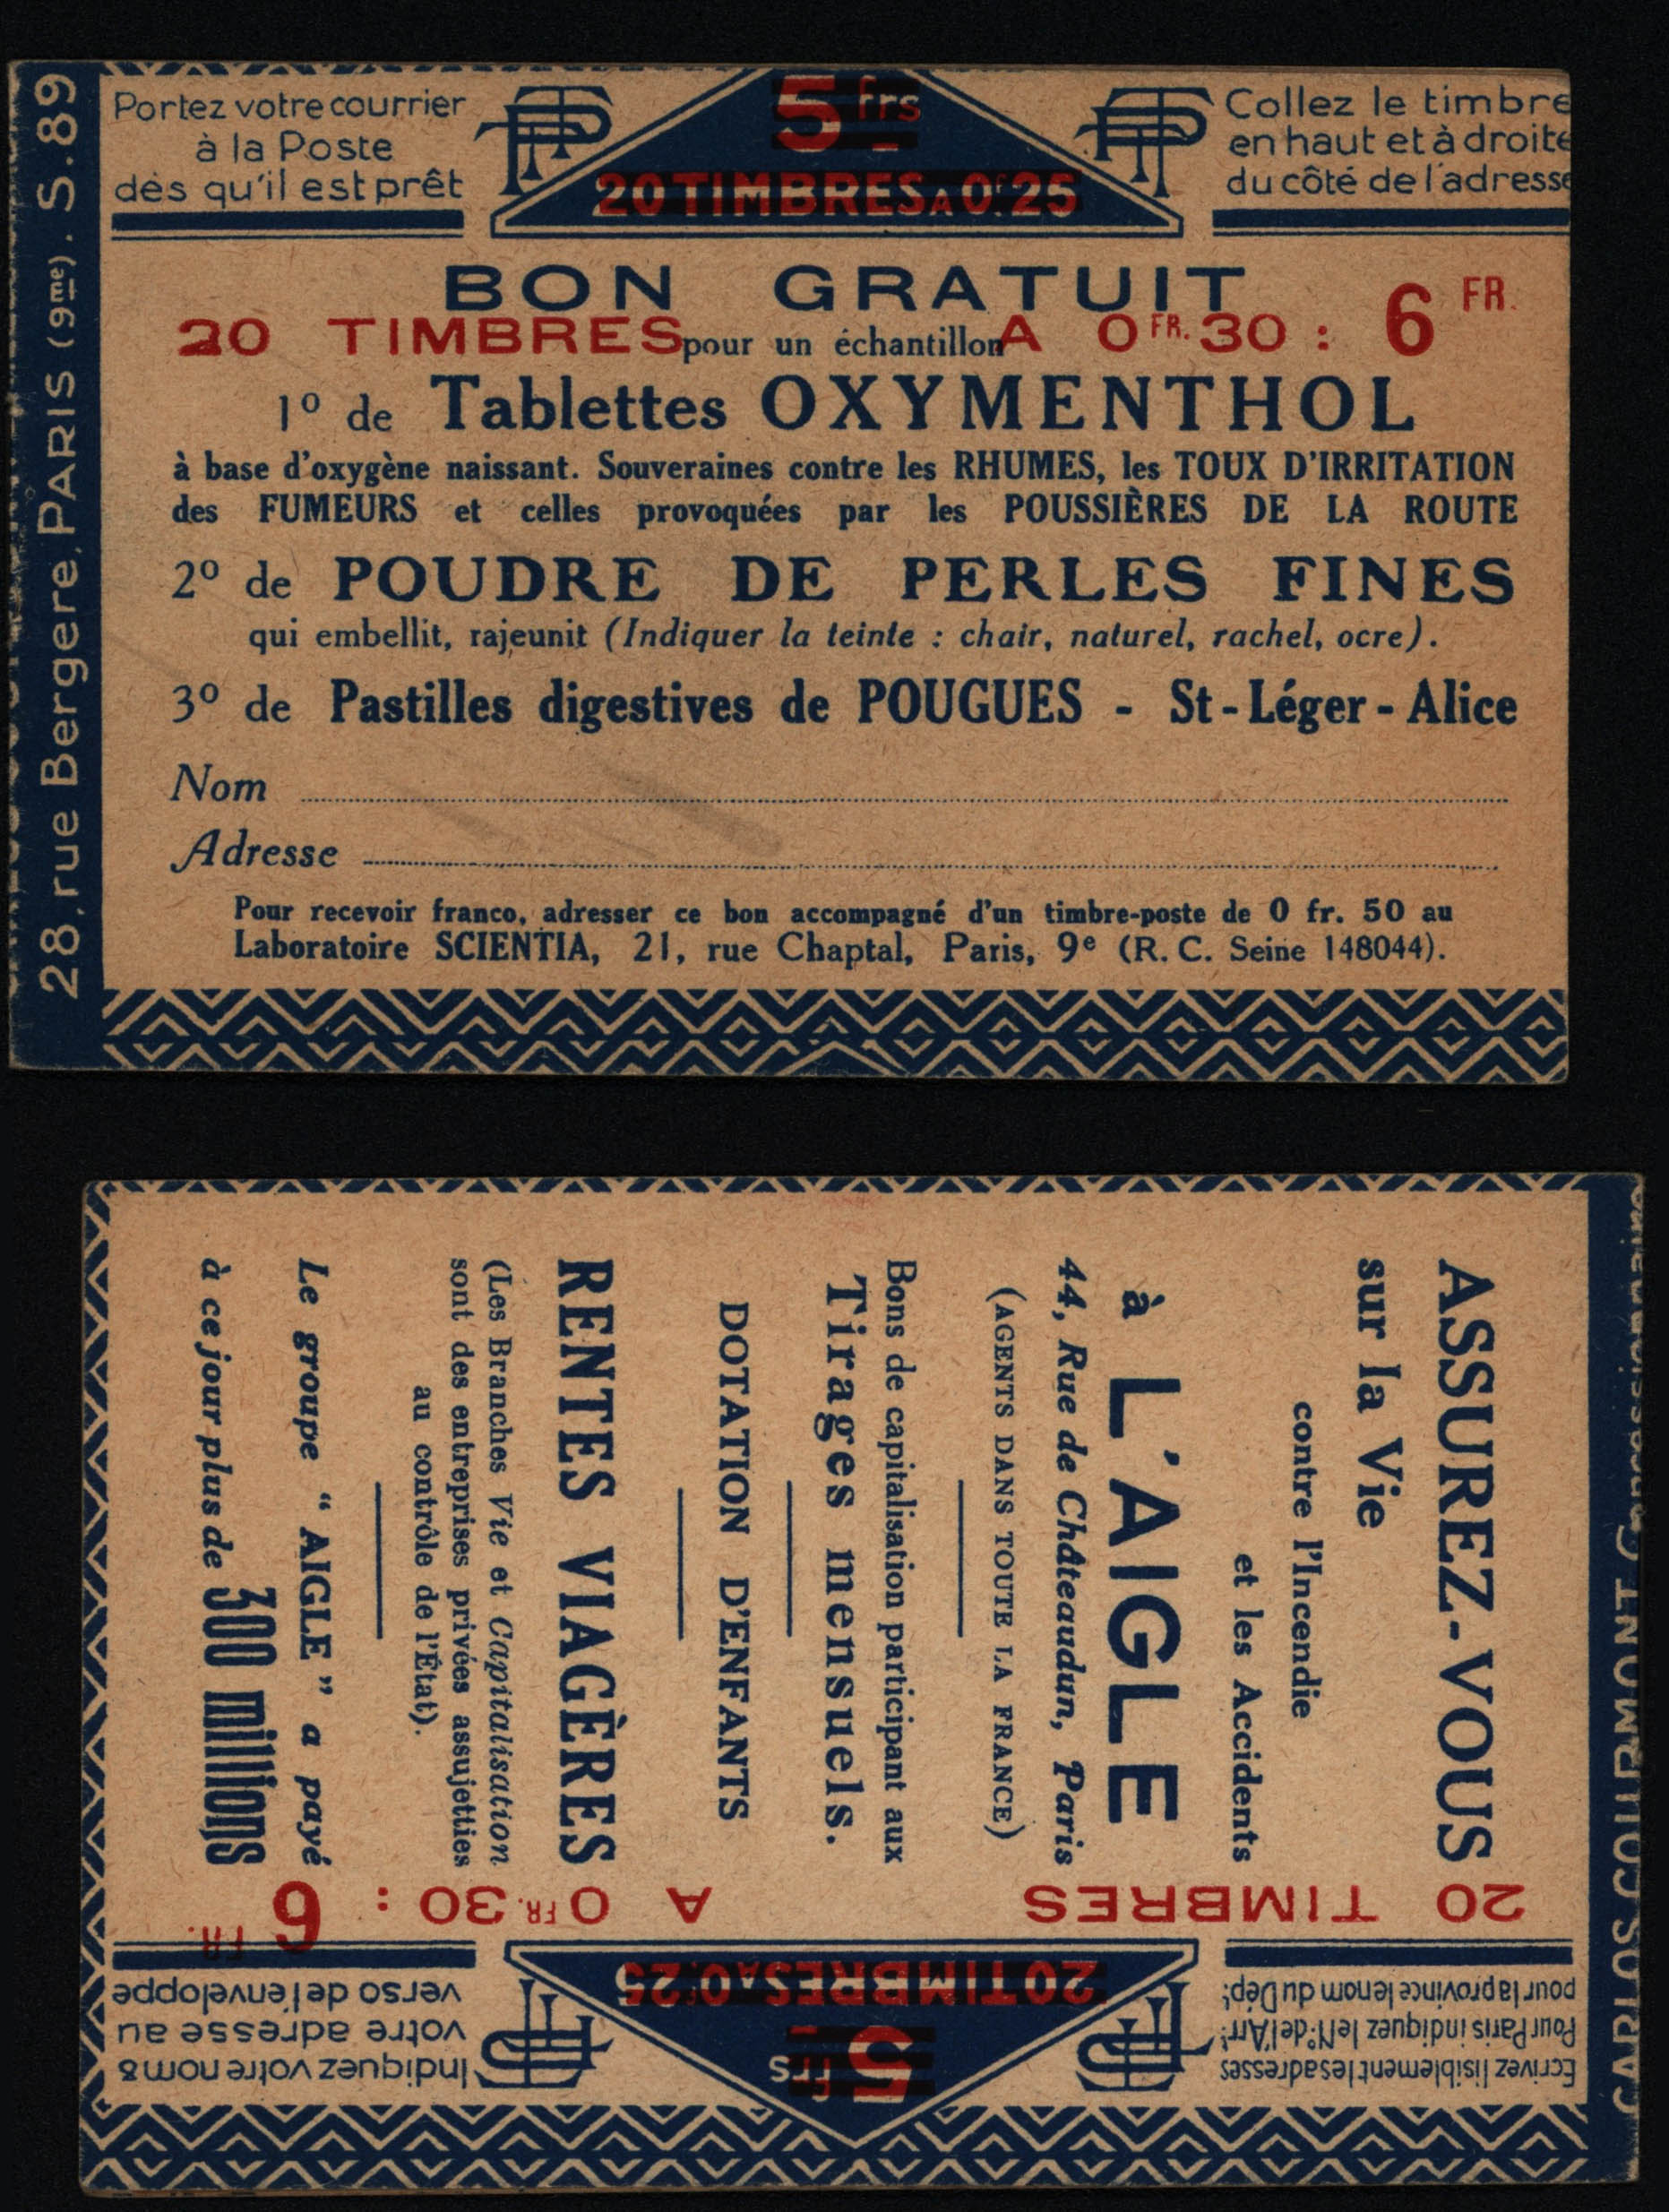 28, rue Bergère, PARIS (9me). S.89
Portez votre courrier
à la Poste
dès qu'il est prêt
PTT
5 frs
20 TIMBRES A 0f.25
PTT
Collez le timbre
en haut et à droite
du côté de l'adresse
BON GRATUIT
20 TIMBRES A 0 FR. 30 : 6 FR.
pour un échantillon
1º de Tablettes OXYMENTHOL
à base d'oxygène naissant. Souveraines contre les RHUMES, les TOUX D'IRRITATION
des FUMEURS et celles provoquées par les POUSSIÈRES DE LA ROUTE
2º de POUDRE DE PERLES FINES
qui embellit, rajeunit (Indiquer la teinte : chair, naturel, rachel, ocre).
3º de Pastilles digestives de POUGUES - St-Léger-Alice
Nom
Adresse
Pour recevoir franco, adresser ce bon accompagné d'un timbre-poste de 0 fr. 50 au
Laboratoire SCIENTIA, 21, rue Chaptal, Paris, 9e (R. C. Seine 148044).
ASSUREZ-VOUS
sur la Vie
contre l'Incendie
et les Accidents
à L'AIGLE
44, Rue de Châteaudun, Paris
(AGENTS DANS TOUTE LA FRANCE)
Bons de capitalisation participant aux
Tirages mensuels.
DOTATION D'ENFANTS
RENTES VIAGÈRES
(Les Branches Vie et Capitalisation
sont des entreprises privées assujetties
au contrôle de l'État).
Le groupe " AIGLE " a payé
à ce jour plus de 300 millions
20 TIMBRES A 0 FR. 30 : 6 FR.
Ecrivez lisiblement les adresses
Pour Paris indiquez le N° de l'Arrt
pour la province le nom du Dépt
PTT
5 frs
20 TIMBRES A 0f.25
PTT
Indiquez votre nom &
votre adresse au
verso de l'enveloppe
CARLOS COURMONT Concessionnaire